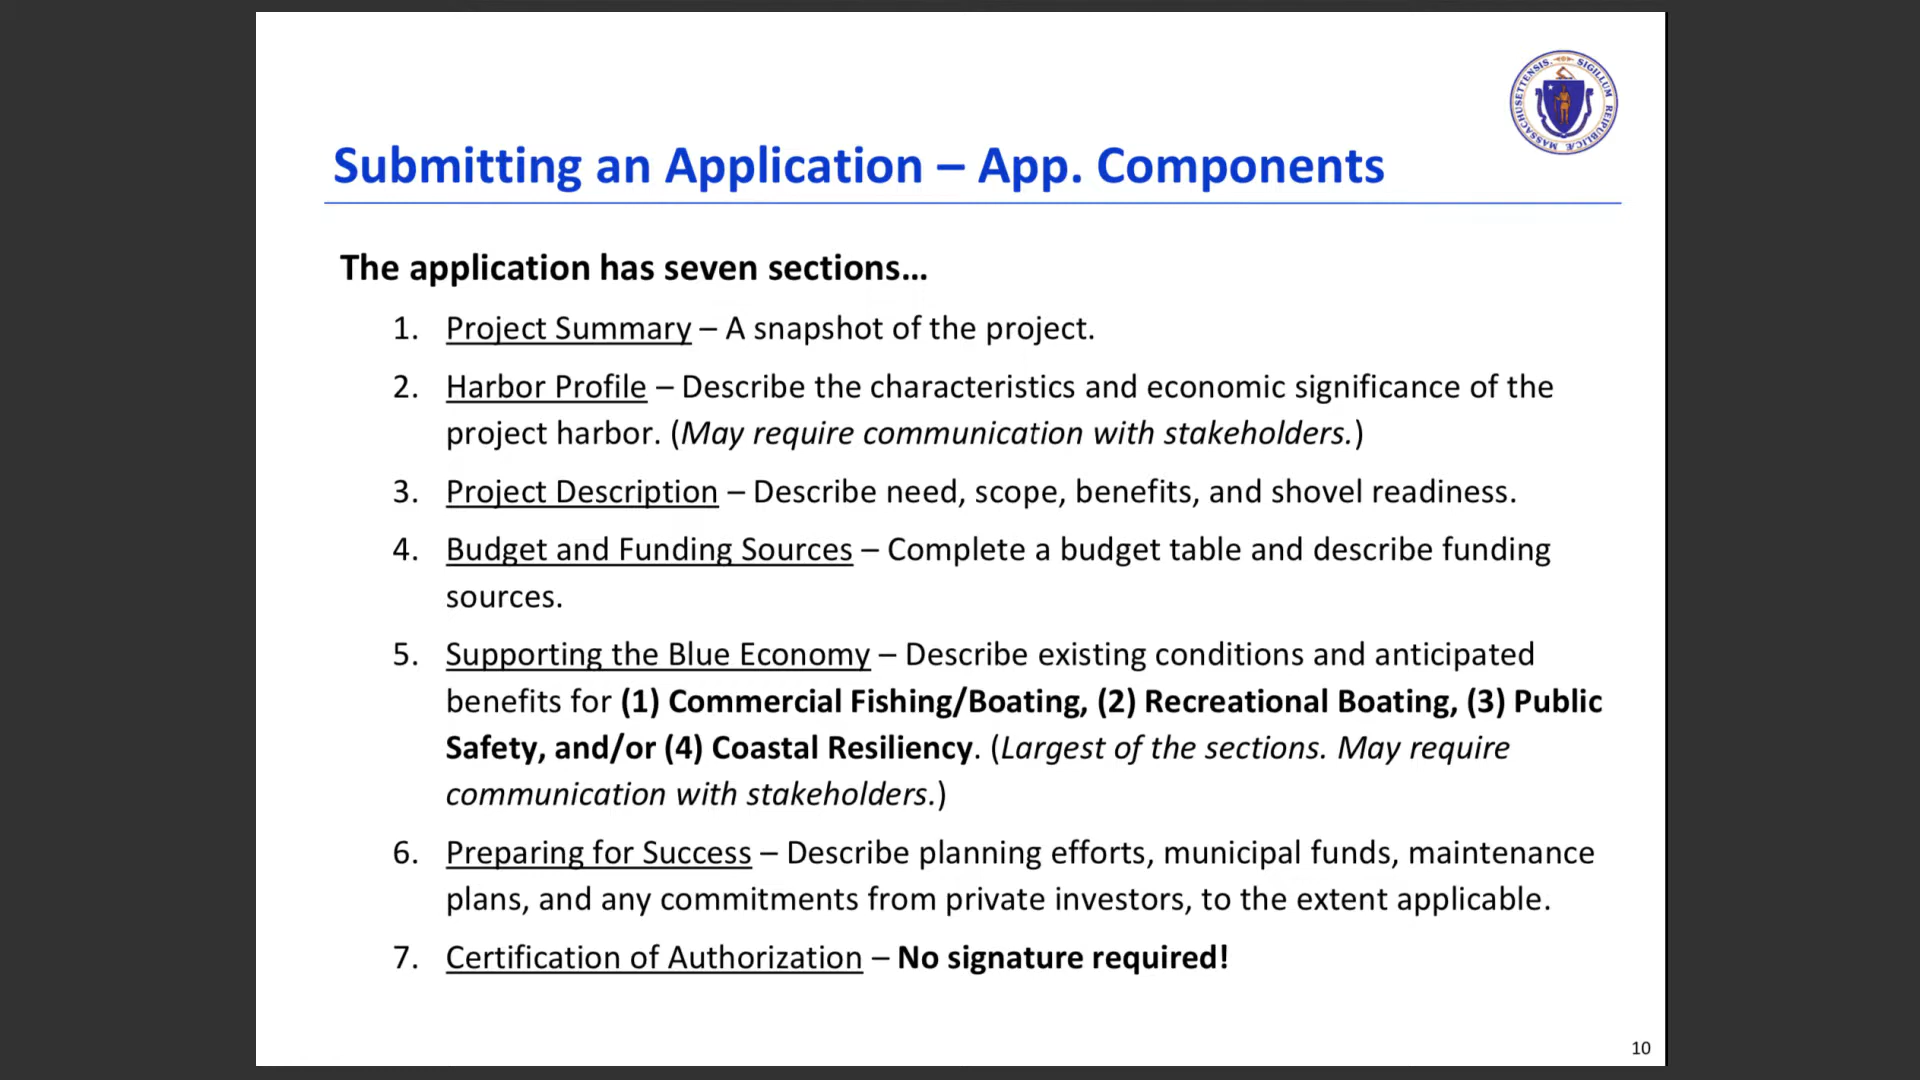 MASSACHUSETTENSIS. SIGILLUM REIPUBLICÆ
Submitting an Application – App. Components
The application has seven sections…
1. Project Summary – A snapshot of the project.
2. Harbor Profile – Describe the characteristics and economic significance of the
project harbor. (May require communication with stakeholders.)
3. Project Description – Describe need, scope, benefits, and shovel readiness.
4. Budget and Funding Sources – Complete a budget table and describe funding
sources.
5. Supporting the Blue Economy – Describe existing conditions and anticipated
benefits for (1) Commercial Fishing/Boating, (2) Recreational Boating, (3) Public
Safety, and/or (4) Coastal Resiliency. (Largest of the sections. May require
communication with stakeholders.)
6. Preparing for Success – Describe planning efforts, municipal funds, maintenance
plans, and any commitments from private investors, to the extent applicable.
7. Certification of Authorization – No signature required!
10